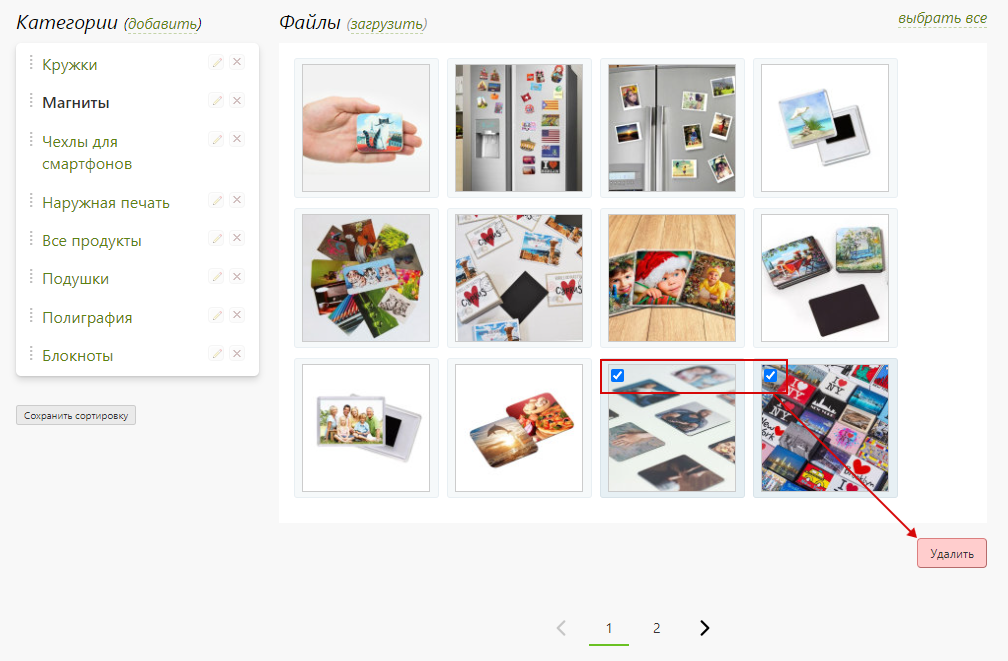 Категории (добавить)
Файлы (загрузить)
выбрать все
Кружки
Магниты
Чехлы для
смартфонов
Наружная печать
Все продукты
Подушки
Полиграфия
Блокноты
Сохранить сортировку
Удалить
1 2